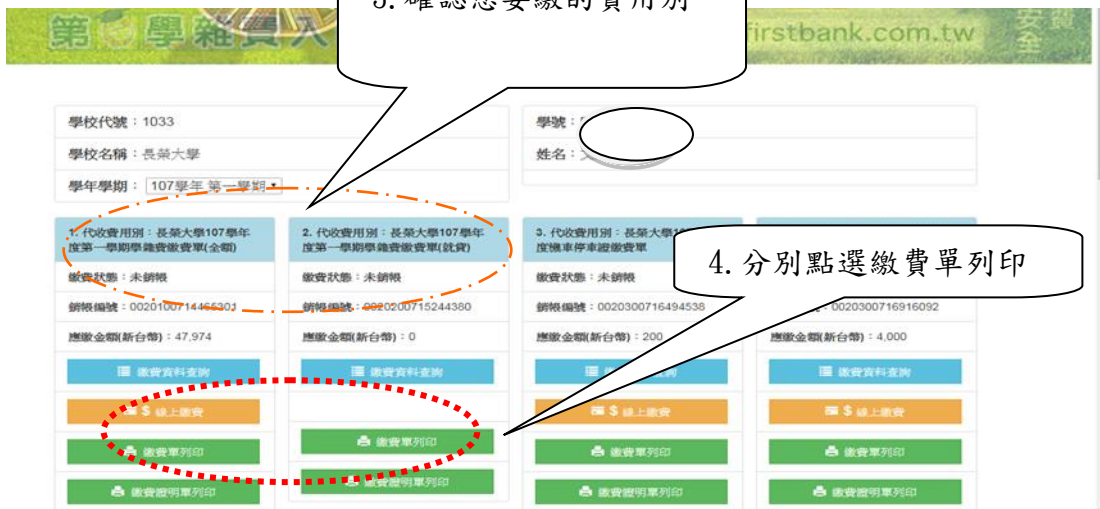 3.確認您要繳的費用別
第 學雜費入
firstbank.com.tw
安
全
學校代號：1033
學號：
學校名稱：長榮大學
姓名：
學年學期： 107學年 第一學期
1. 代收費用別：長榮大學107學年
度第一學期學雜費繳費單(全額)
繳費狀態：未銷帳
銷帳編號：0020100714465301
應繳金額(新台幣)：47,974
繳費資料查詢
$ 線上繳費
繳費單列印
繳費證明單列印
2. 代收費用別：長榮大學107學年
度第一學期學雜費繳費單(就貸)
繳費狀態：未銷帳
銷帳編號：0020200715244380
應繳金額(新台幣)：0
繳費資料查詢
繳費單列印
繳費證明單列印
3. 代收費用別：長榮大學
度機車停車證繳費單
繳費狀態：未銷帳
銷帳編號：0020300716494538
應繳金額(新台幣)：200
$ 線上繳費
繳費單列印
繳費證明單列印
4.分別點選繳費單列印
0020300716916092
應繳金額(新台幣)：4,000
繳費資料查詢
$ 線上繳費
繳費單列印
繳費證明單列印